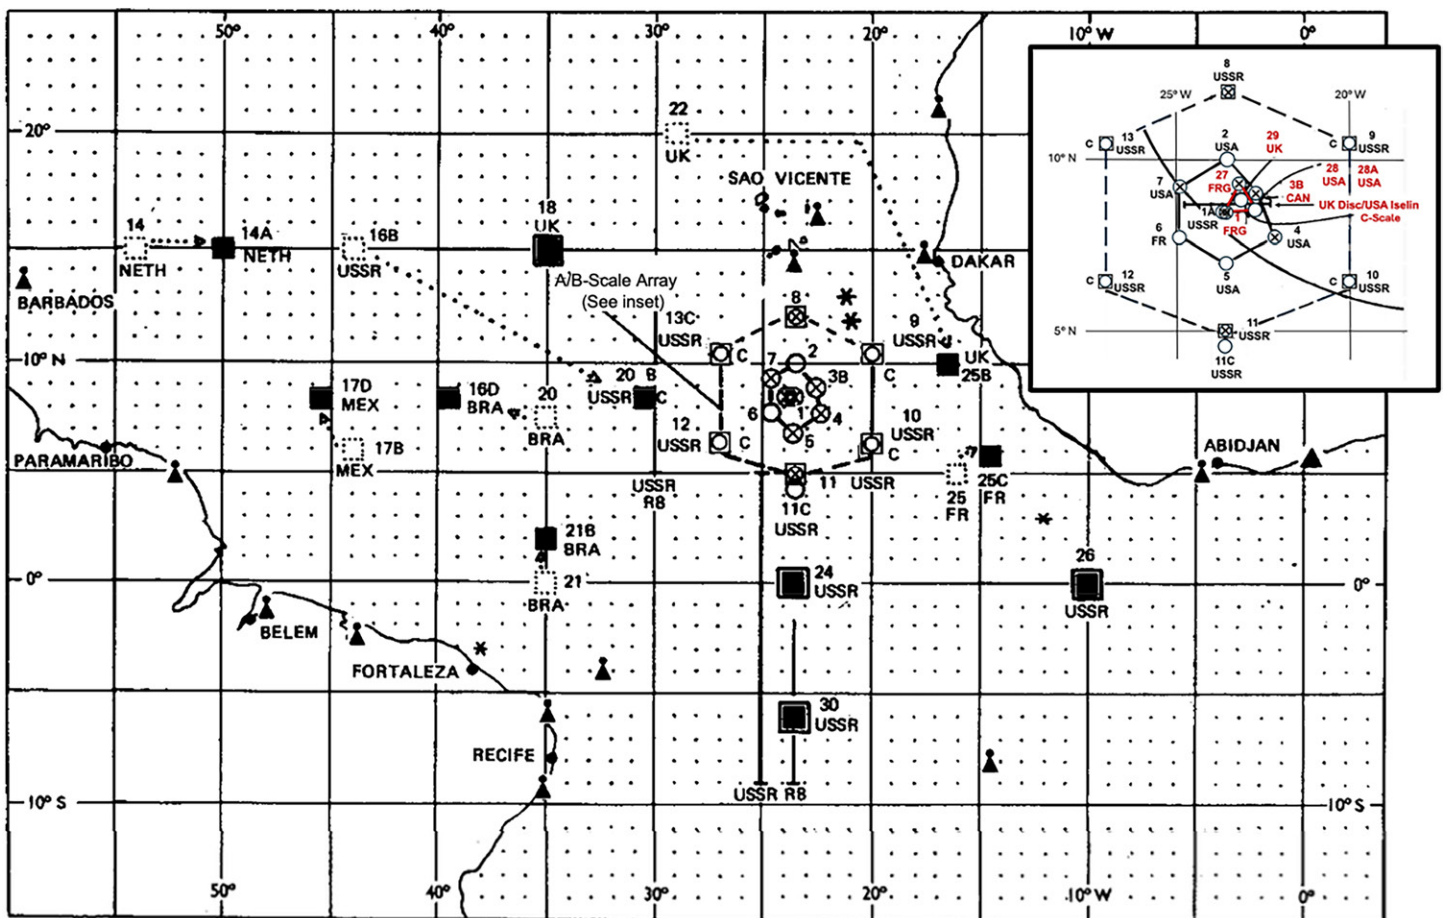 50°
40°
30°
20°
10° W
0°
20°
22
UK
SAO VICENTE
14
NETH
14A
NETH
16B
USSR
18
UK
DAKAR
BARBADOS
A/B-Scale Array
(See inset)
13C
USSR
C
8
9
USSR
C
10° N
17D
MEX
16D
BRA
20
USSR
B
C
20
BRA
7
2
3B
6
1
4
5
UK
25B
17B
MEX
12
USSR
C
10
USSR
C
PARAMARIBO
ABIDJAN
USSR
R8
11
USSR
11C
USSR
25
FR
25C
FR
21B
BRA
0°
21
BRA
24
USSR
26
USSR
0°
BELEM
FORTALEZA
30
USSR
RECIFE
USSR R8
10° S
10° S
50°
40°
30°
20°
10° W
0°
8
USSR
25° W
20° W
C
13
USSR
2
USA
29
UK
C
9
USSR
10° N
7
USA
27
FRG
28
USA
28A
USA
3B
CAN
1A
USSR
1
FRG
UK Disc/USA Iselin
C-Scale
6
FR
4
USA
5
USA
C
12
USSR
C
10
USSR
5° N
11
USSR
11C
USSR